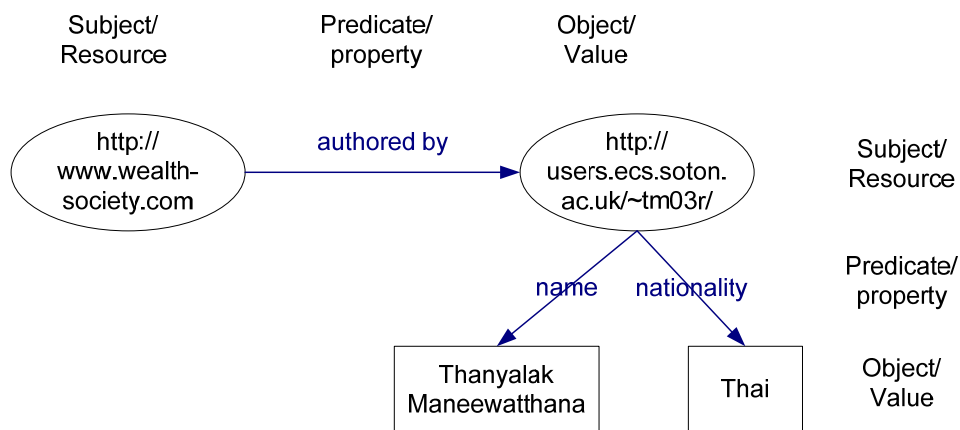 Subject/
Resource
Predicate/
property
Object/
Value
http://
www.wealth-
society.com
authored by
http://
users.ecs.soton.
ac.uk/~tm03r/
Subject/
Resource
name
nationality
Predicate/
property
Thanyalak
Maneewatthana
Thai
Object/
Value